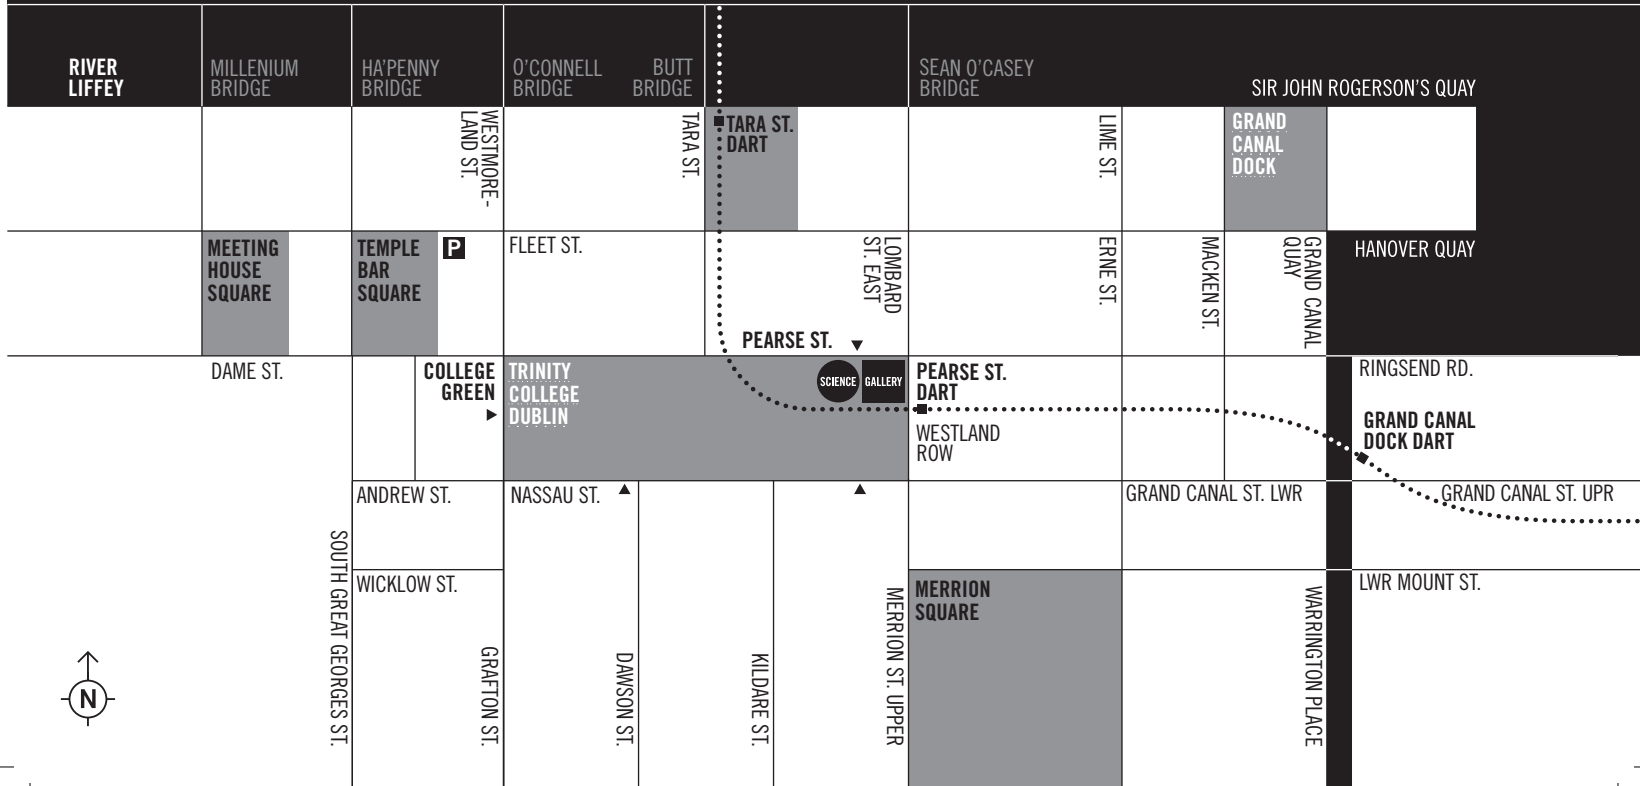 RIVER
LIFFEY
MILLENIUM
BRIDGE
HA'PENNY
BRIDGE
O'CONNELL
BRIDGE
BUTT
BRIDGE
SEAN O'CASEY
BRIDGE
SIR JOHN ROGERSON'S QUAY
WESTMORE-
LAND ST.
TARA ST.
TARA ST.
DART
LIME ST.
GRAND
CANAL
DOCK
MEETING
HOUSE
SQUARE
TEMPLE
BAR
SQUARE
P
FLEET ST.
LOMBARD
ST. EAST
ERNE ST.
MACKEN ST.
GRAND CANAL
QUAY
HANOVER QUAY
PEARSE ST.
DAME ST.
COLLEGE
GREEN
TRINITY
COLLEGE
DUBLIN
SCIENCE
GALLERY
PEARSE ST.
DART
WESTLAND
ROW
RINGSEND RD.
GRAND CANAL
DOCK DART
ANDREW ST.
NASSAU ST.
GRAND CANAL ST. LWR
GRAND CANAL ST. UPR
SOUTH GREAT GEORGES ST.
WICKLOW ST.
GRAFTON ST.
DAWSON ST.
KILDARE ST.
MERRION ST. UPPER
MERRION
SQUARE
WARRINGTON PLACE
LWR MOUNT ST.
N